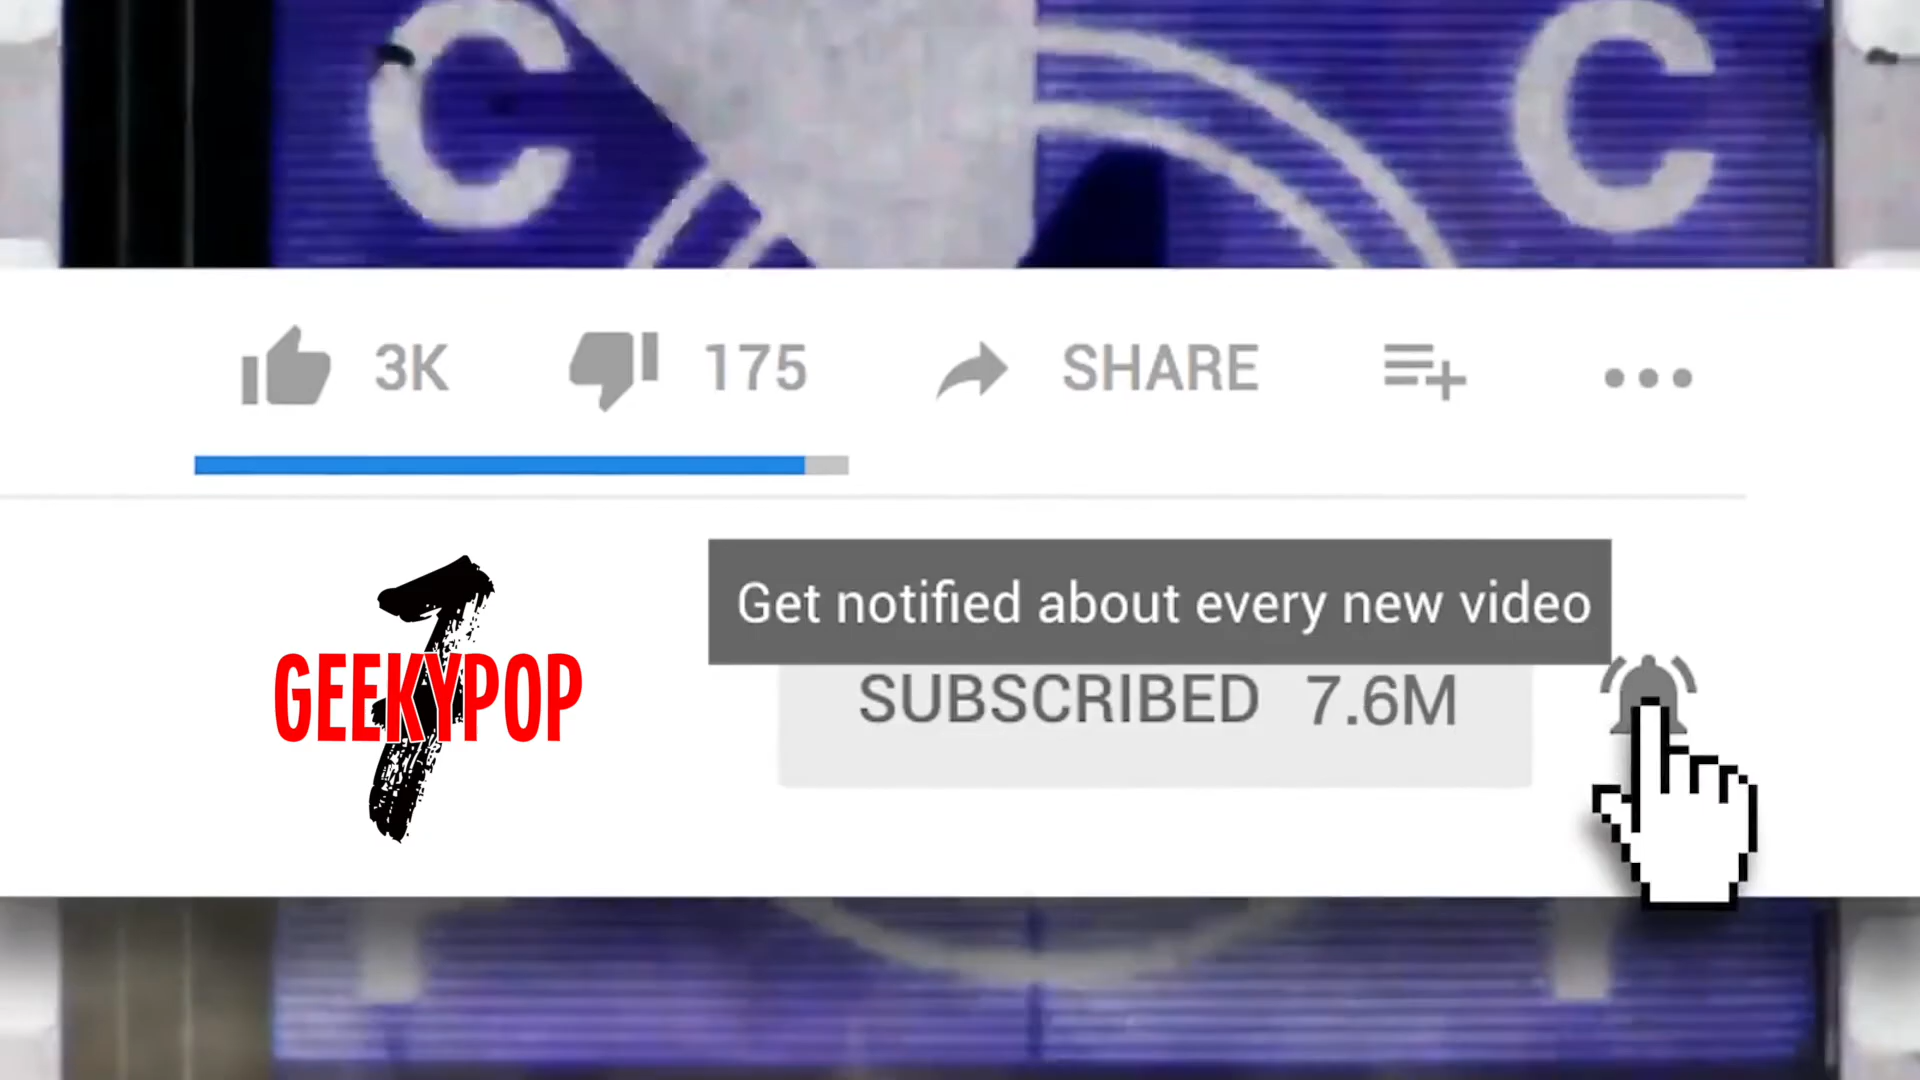 C C
3K 175 SHARE
Get notified about every new video
GEEKYPOP
SUBSCRIBED 7.6M